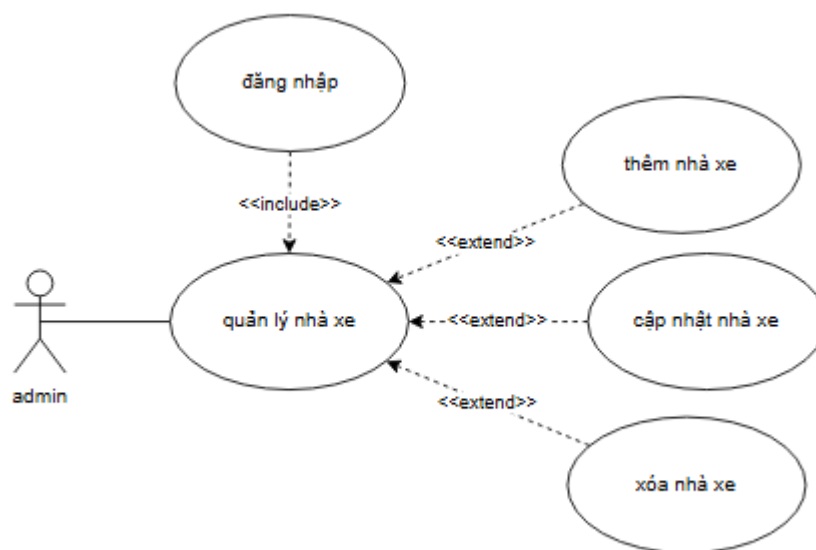 đăng nhập
<<include>>
thêm nhà xe
<<extend>>
quản lý nhà xe
<<extend>>
cập nhật nhà xe
admin
<<extend>>
xóa nhà xe